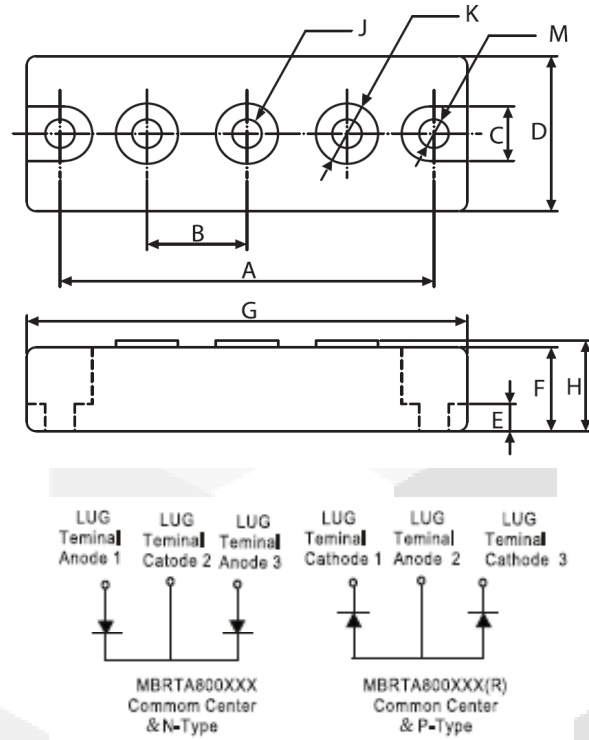 J
K
M
C
D
B
A
G
F
H
E
LUG
Teminal
Anode 1
LUG
Teminal
Catode 2
LUG
Teminal
Anode 3
LUG
Teminal
Cathode 1
LUG
Teminal
Anode 2
LUG
Teminal
Cathode 3
MBRTA800XXX
Commom Center
& N-Type
MBRTA800XXX(R)
Common Center
& P-Type